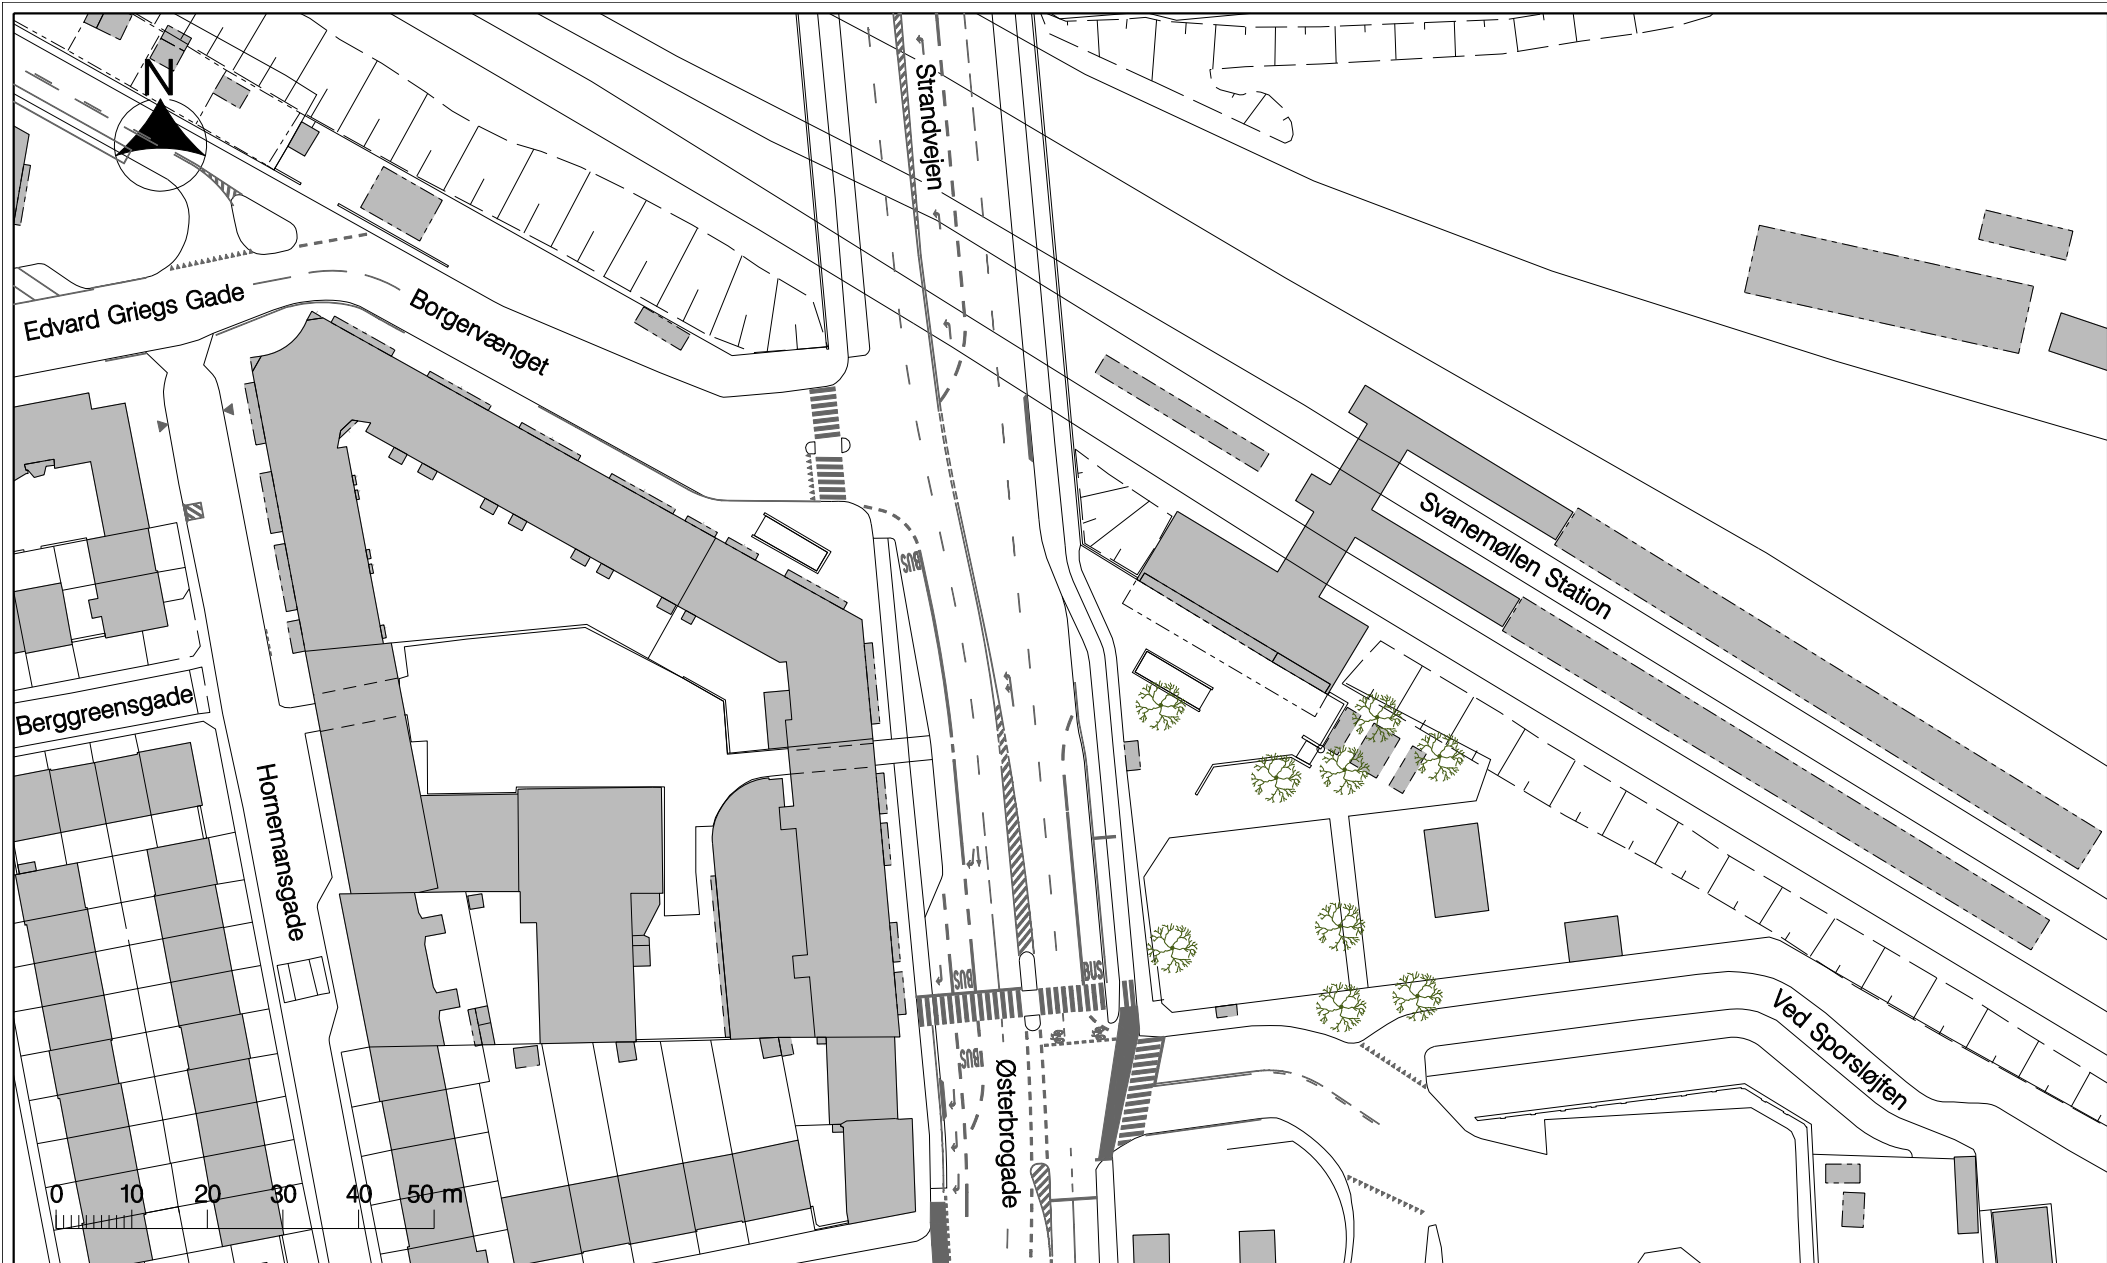 N
Strandvejen
Edvard Griegs Gade
Borgervænget
BUS
Svanemøllen Station
Berggreensgade
Hornemansgade
BUS
BUS
BUS
Østerbrogade
Ved Sporsløjfen
0 10 20 30 40 50 m